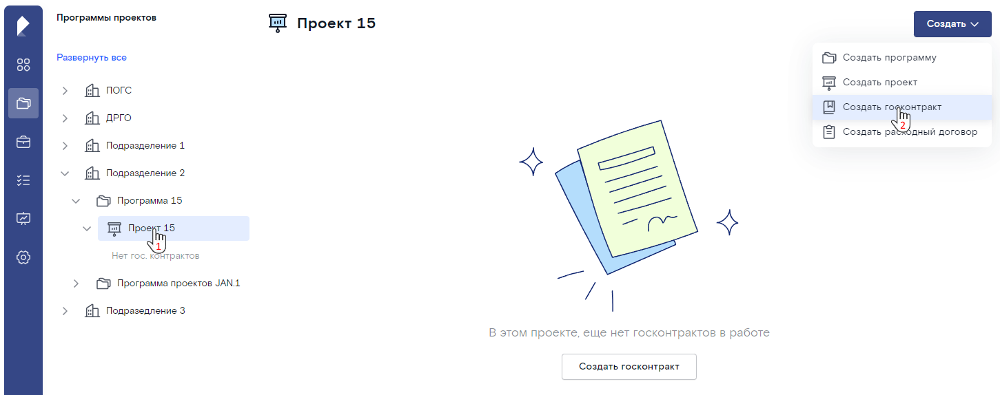 Программы проектов
Развернуть все
ПОГС
ДРГО
Подразделение 1
Подразделение 2
Программа 15
Проект 15
1
Нет гос. контрактов
Программа проектов JAN.1
Подразедление 3
Проект 15
Создать
Создать программу
Создать проект
Создать госконтракт
2
Создать расходный договор
В этом проекте, еще нет госконтрактов в работе
Создать госконтракт